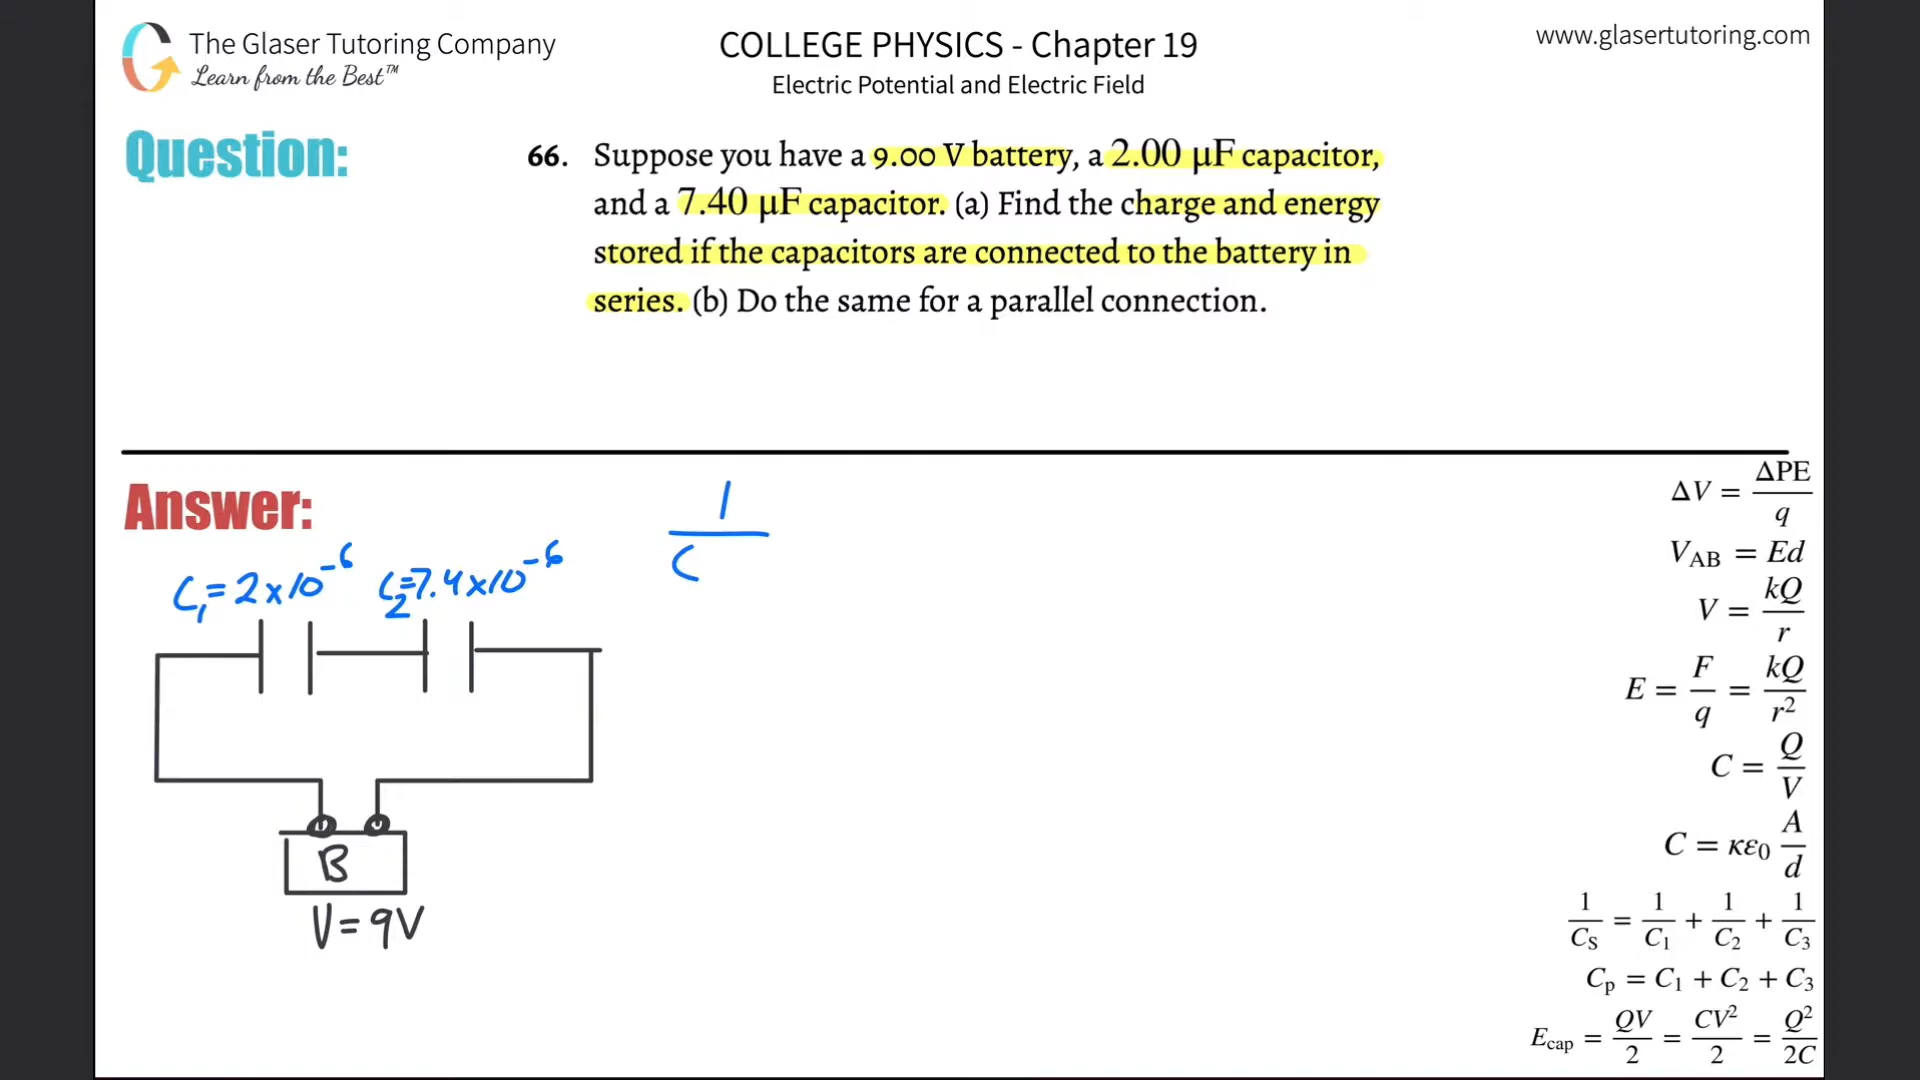 The Glaser Tutoring Company
Learn from the Best™
COLLEGE PHYSICS - Chapter 19
Electric Potential and Electric Field
www.glasertutoring.com
Question:
66. Suppose you have a 9.00 V battery, a 2.00 μF capacitor,
and a 7.40 μF capacitor. (a) Find the charge and energy
stored if the capacitors are connected to the battery in
series. (b) Do the same for a parallel connection.
Answer:
C₁=2x10⁻⁶ C₂=7.4x10⁻⁶
1
C
B
V=9V
ΔV = ΔPE/q
V_AB = Ed
V = kQ/r
E = F/q = kQ/r²
C = Q/V
C = κε₀ A/d
1/C_S = 1/C₁ + 1/C₂ + 1/C₃
C_p = C₁ + C₂ + C₃
E_cap = QV/2 = CV²/2 = Q²/2C